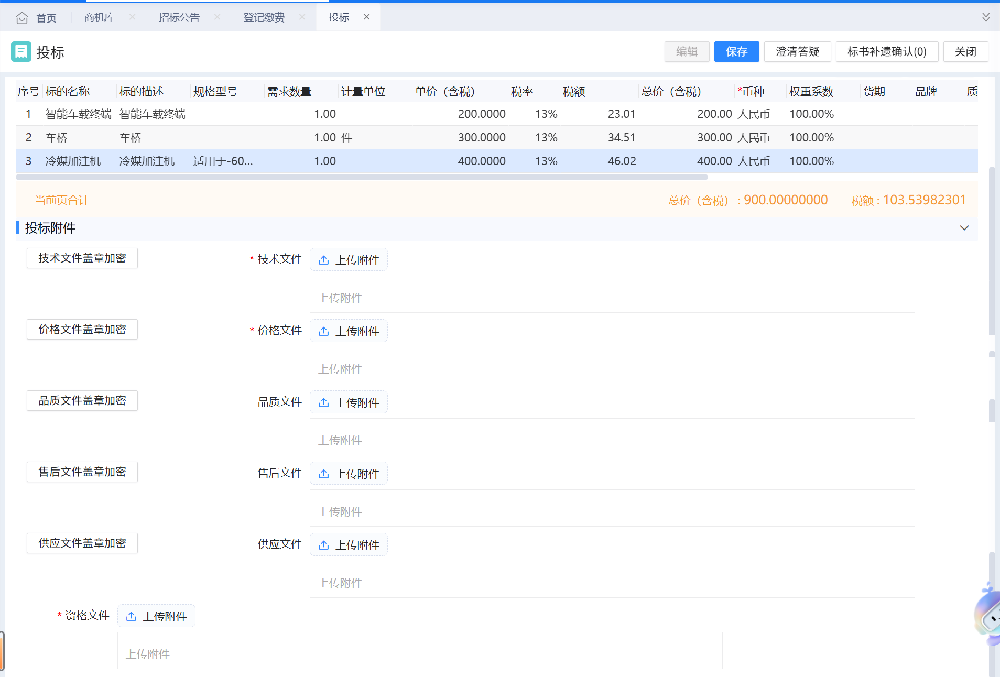 首页 商机库 招标公告 登记缴费 投标
投标 编辑 保存 澄清答疑 标书补遗确认(0) 关闭
序号 标的名称 标的描述 规格型号 需求数量 计量单位 单价（含税） 税率 税额 总价（含税） *币种 权重系数 货期 品牌 质
1 智能车载终端 智能车载终端 1.00 200.0000 13% 23.01 200.00 人民币 100.00%
2 车桥 车桥 1.00 件 300.0000 13% 34.51 300.00 人民币 100.00%
3 冷媒加注机 冷媒加注机 适用于-60... 1.00 400.0000 13% 46.02 400.00 人民币 100.00%
当前页合计 总价（含税）: 900.00000000 税额 : 103.53982301
投标附件
技术文件盖章加密 * 技术文件 上传附件
上传附件
价格文件盖章加密 * 价格文件 上传附件
上传附件
品质文件盖章加密 品质文件 上传附件
上传附件
售后文件盖章加密 售后文件 上传附件
上传附件
供应文件盖章加密 供应文件 上传附件
上传附件
* 资格文件 上传附件
上传附件